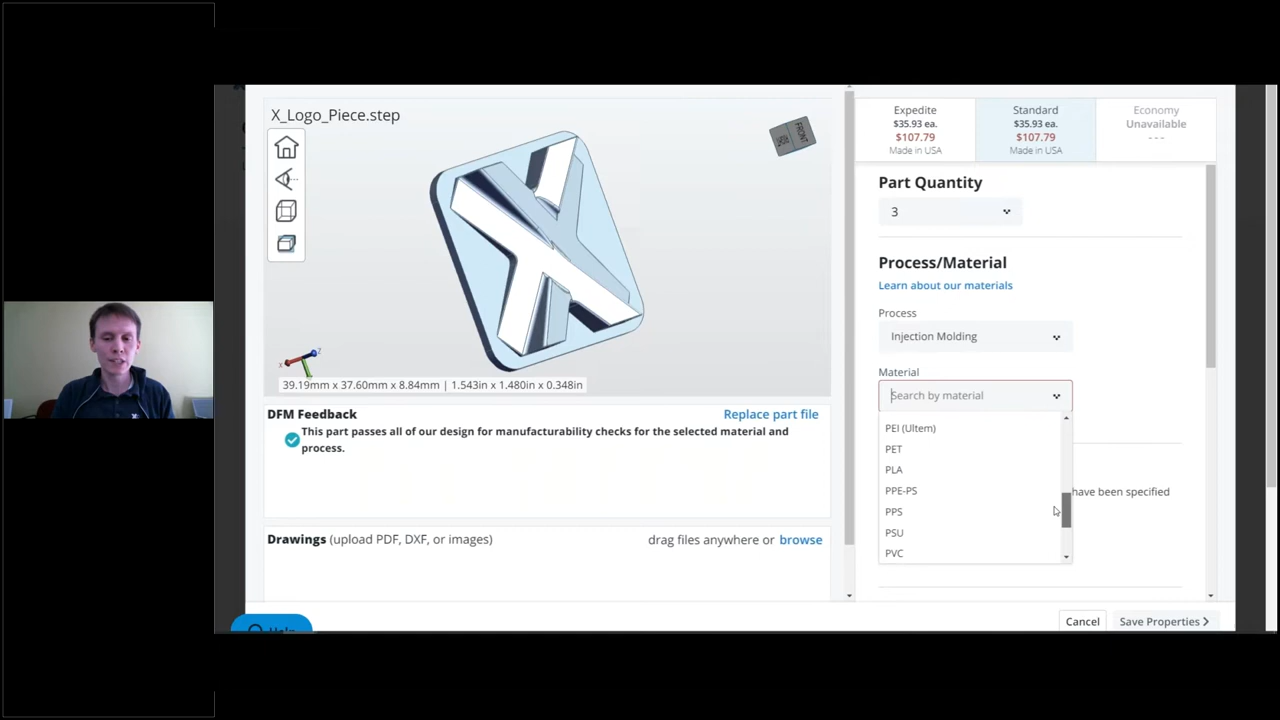 X_Logo_Piece.step
FRONT
X
Z
39.19mm x 37.60mm x 8.84mm | 1.543in x 1.480in x 0.348in
DFM Feedback
Replace part file
This part passes all of our design for manufacturability checks for the selected material and
process.
Drawings (upload PDF, DXF, or images)
drag files anywhere or browse
Expedite
$35.93 ea.
$107.79
Made in USA
Standard
$35.93 ea.
$107.79
Made in USA
Economy
Unavailable
---
Part Quantity
3
Process/Material
Learn about our materials
Process
Injection Molding
Material
Search by material
PEI (Ultem)
PET
PLA
PPE-PS
PPS
PSU
PVC
have been specified
Cancel
Save Properties